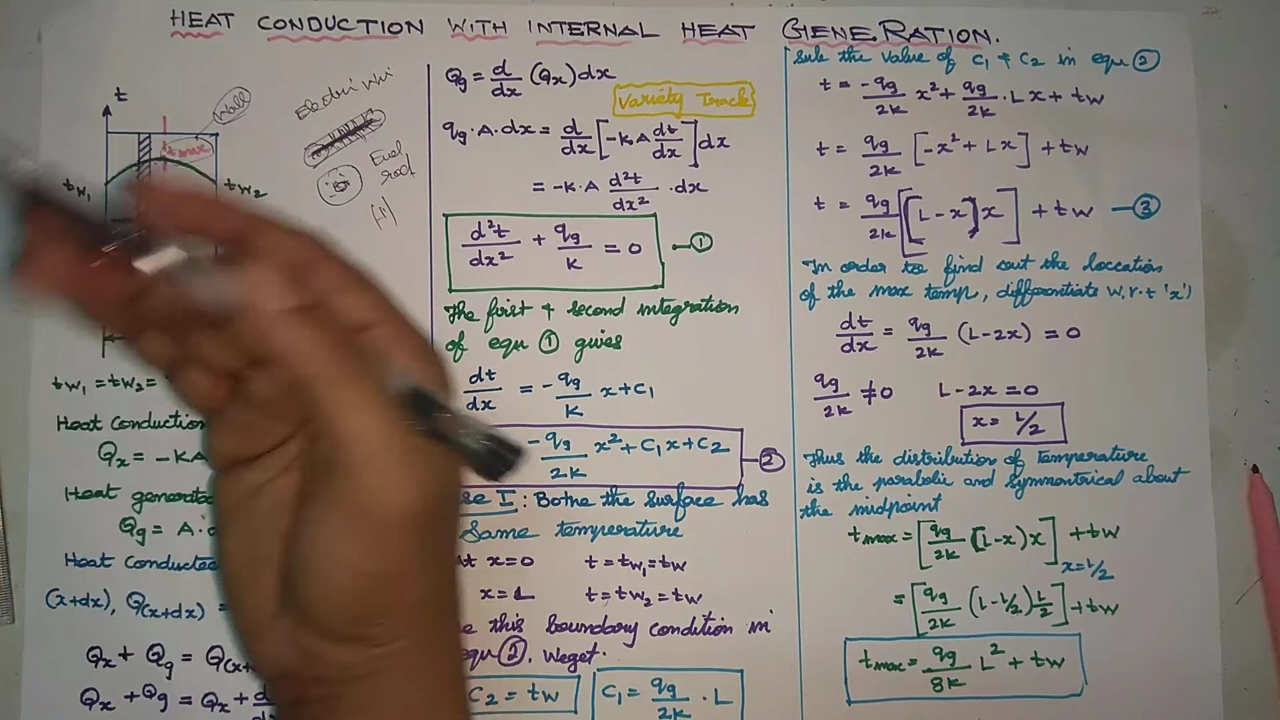 HEAT CONDUCTION WITH INTERNAL HEAT GENERATION.
t
Wall
t max
tw₁
tw₂
Fuel
rod
tw₁ = tw₂ =
Heat Conduction
Qx = -KA
Heat generated
Qg = A·
Heat Conducted
(x+dx), Q(x+dx) =
Qx + Qg = Q(x+
Qx + Qg = Qx + d
Qg = d/dx (Qx) dx
Variety Track
qg·A·dx = d/dx [-KA dt/dx] dx
= -K·A d²t/dx² ·dx
d²t/dx² + qg/k = 0 —①
The first & second integration
of equ ① gives
dt/dx = -qg/k x + C₁
-qg/2k x² + C₁x + C₂ —②
se I : Bothe the surface has
Same temperature
At x=0 t = tw₁ = tw
x = L t = tw₂ = tw
this boundary condition in
equ ②. We get.
C₂ = tw C₁ = qg/2k · L
Sub the value of C₁ & C₂ in equ ②
t = -qg/2k x² + qg/2k · Lx + tw
t = qg/2k [-x² + Lx] + tw
t = qg/2k [[L-x]x] + tw —③
In order to find out the loccation
of the max temp, differentiate w.r.t 'x')
dt/dx = qg/2k (L-2x) = 0
qg/2k ≠ 0 L-2x = 0
x = L/2
Thus the distribution of temperature
is the parabolic and symmontrical about
the midpoint
tmax = [qg/2k (L-x)x] x=L/2 + tw
= [qg/2k (L-L/2) L/2] + tw
tmax = qg/8k L² + tw